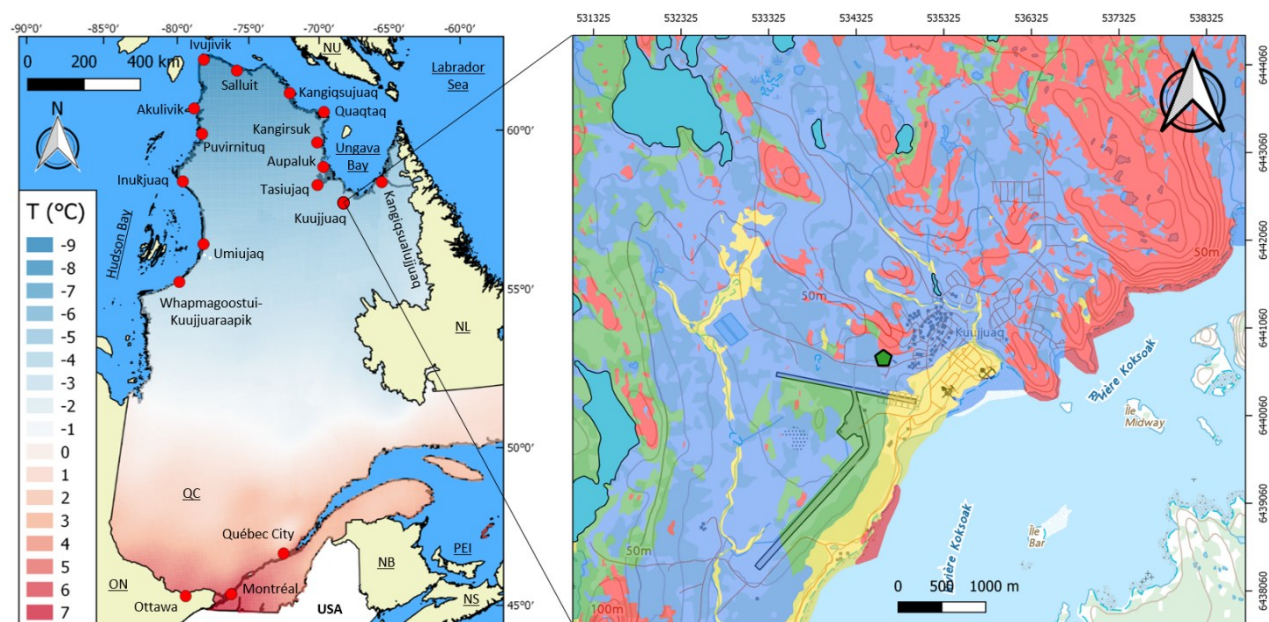 -85°0' -80°0' -75°0' -70°0' -65°0'
-90°0' -60°0'
Ivujivik
NU
0 200 400 km
Labrador
Sea
Salluit
N
Kangiqsujuaq
Akulivik
Quaqtaq
60°0'
Kangirsuk
Puvirnituq
Ungava
Bay
Aupaluk
Inukjuaq
Tasiujaq
T (°C)
Kuujjuaq
Kangiqsualujjuaq
Hudson Bay
-9
-8
-7
-6
-5
-4
-3
-2
-1
0
1
2
3
4
5
6
7
Umiujaq
55°0'
Whapmagoostui-
Kuujjuaraapik
NL
50°0'
QC
Québec City
PEI
NB
ON
Montréal
NS
Ottawa
USA
45°0'
531325 532325 533325 534325 535325 536325 537325 538325
6444060
6443060
6442060
6441060
6440060
6439060
6438060
50m
50m
Kuujjuaq
Rivière Koksoak
Île
Midway
Rivière Koksoak
Île
Bar
50m
0 500 1000 m
100m